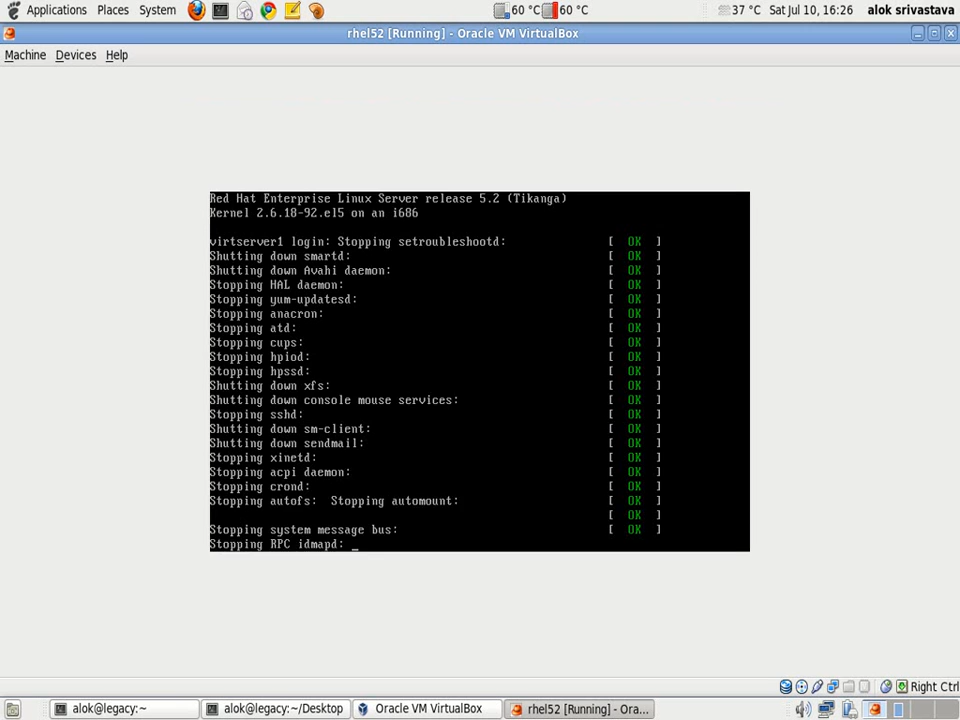 Applications Places System 60 °C 60 °C 37 °C Sat Jul 10, 16:26 alok srivastava
rhel52 [Running] - Oracle VM VirtualBox
Machine Devices Help
Red Hat Enterprise Linux Server release 5.2 (Tikanga)
Kernel 2.6.18-92.el5 on an i686
virtserver1 login: Stopping setroubleshootd: [ OK ]
Shutting down smartd: [ OK ]
Shutting down Avahi daemon: [ OK ]
Stopping HAL daemon: [ OK ]
Stopping yum-updatesd: [ OK ]
Stopping anacron: [ OK ]
Stopping atd: [ OK ]
Stopping cups: [ OK ]
Stopping hpiod: [ OK ]
Stopping hpssd: [ OK ]
Shutting down xfs: [ OK ]
Shutting down console mouse services: [ OK ]
Stopping sshd: [ OK ]
Shutting down sm-client: [ OK ]
Shutting down sendmail: [ OK ]
Stopping xinetd: [ OK ]
Stopping acpi daemon: [ OK ]
Stopping crond: [ OK ]
Stopping autofs: Stopping automount: [ OK ]
[ OK ]
Stopping system message bus: [ OK ]
Stopping RPC idmapd: _
Right Ctrl
alok@legacy:~ alok@legacy:~/Desktop Oracle VM VirtualBox rhel52 [Running] - Ora...